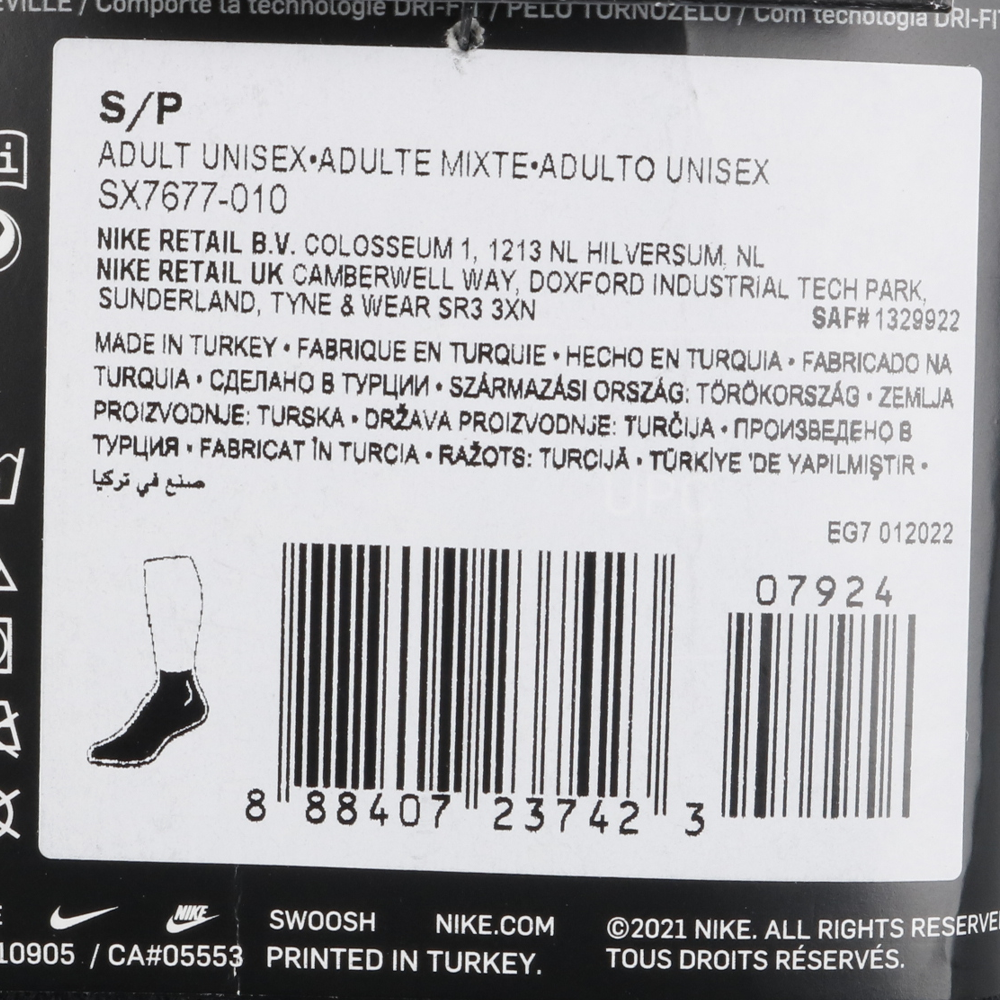 EVILLE / Comporte la technologie DRI-FIT / PELO TORNOZELO / Com tecnologia DRI-FI
S/P
ADULT UNISEX•ADULTE MIXTE•ADULTO UNISEX
SX7677-010
NIKE RETAIL B.V. COLOSSEUM 1, 1213 NL HILVERSUM, NL
NIKE RETAIL UK CAMBERWELL WAY, DOXFORD INDUSTRIAL TECH PARK,
SUNDERLAND, TYNE & WEAR SR3 3XN
SAF# 1329922
MADE IN TURKEY • FABRIQUE EN TURQUIE • HECHO EN TURQUIA • FABRICADO NA
TURQUIA • СДЕЛАНО В ТУРЦИИ • SZÁRMAZÁSI ORSZÁG: TÖRÖKORSZÁG • ZEMLJA
PROIZVODNJE: TURSKA • DRŽAVA PROIZVODNJE: TURČIJA • ПРОИЗВЕДЕНО В
ТУРЦИЯ • FABRICAT ÎN TURCIA • RAŽOTS: TURCIJĀ • TÜRKİYE 'DE YAPILMIŞTIR •
صنع في تركيا
UPC
EG7 012022
07924
8 88407 23742 3
NIKE
SWOOSH NIKE.COM ©2021 NIKE. ALL RIGHTS RESERVE
10905 / CA#05553 PRINTED IN TURKEY. TOUS DROITS RÉSERVÉS.